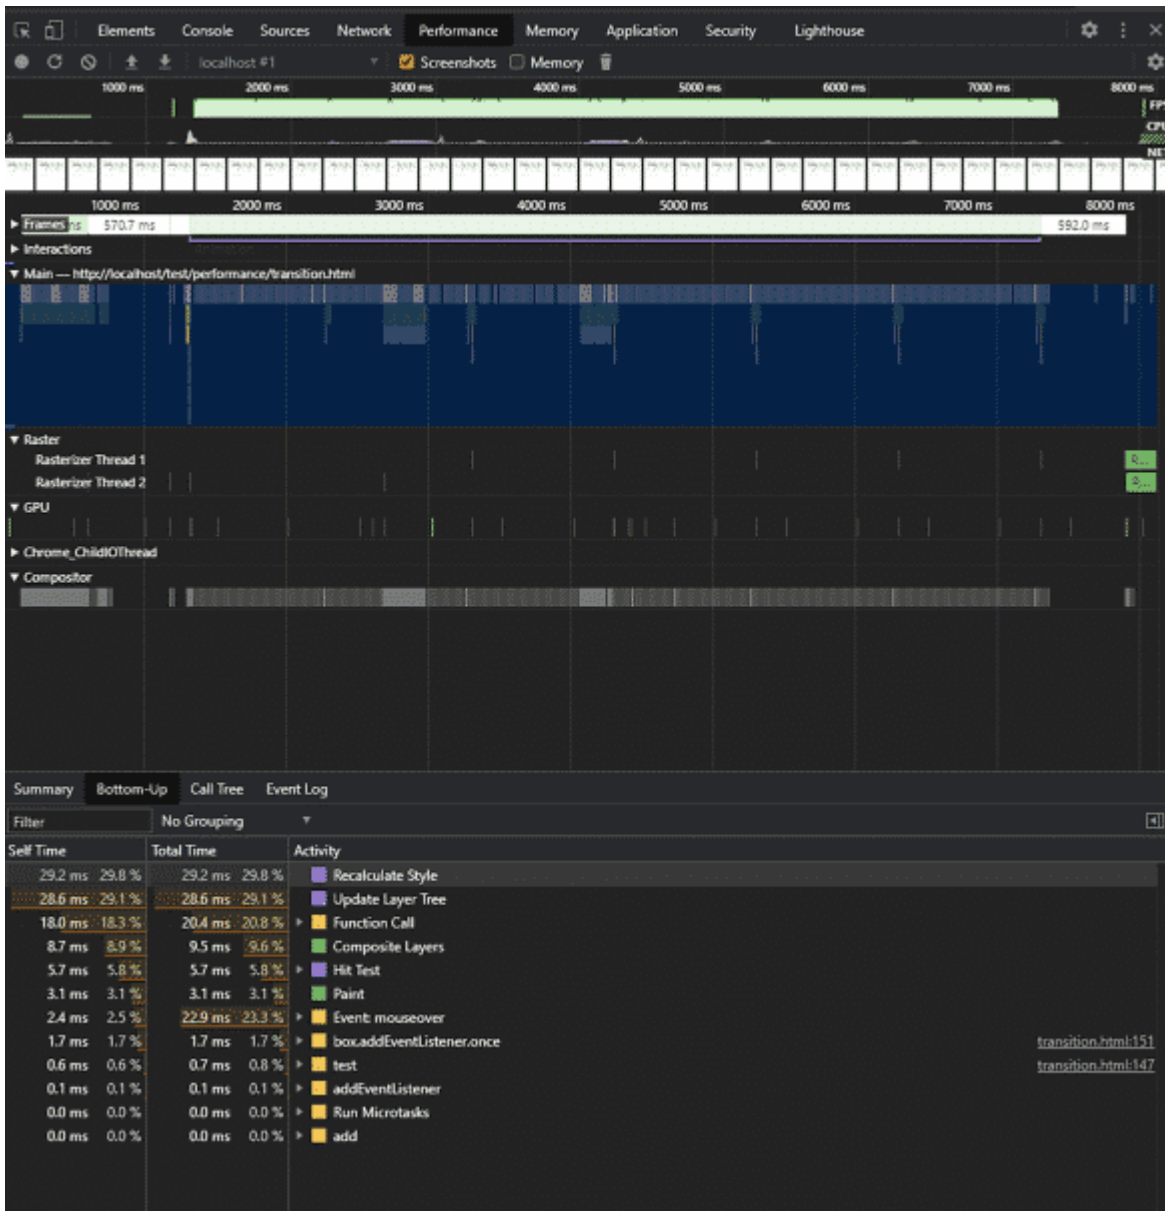 Elements Console Sources Network Performance Memory Application Security Lighthouse
localhost #1 Screenshots Memory
1000 ms 2000 ms 3000 ms 4000 ms 5000 ms 6000 ms 7000 ms 8000 ms
FPS
CPU
NET
1000 ms 2000 ms 3000 ms 4000 ms 5000 ms 6000 ms 7000 ms 8000 ms
Frames ns 570.7 ms 592.0 ms
Interactions Animation
Main — http://localhost/test/performance/transition.html
Raster
Rasterizer Thread 1
Rasterizer Thread 2
GPU
Chrome_ChildIOThread
Compositor
Summary Bottom-Up Call Tree Event Log
Filter No Grouping
Self Time Total Time Activity
29.2 ms 29.8 % 29.2 ms 29.8 % Recalculate Style
28.6 ms 29.1 % 28.6 ms 29.1 % Update Layer Tree
18.0 ms 18.3 % 20.4 ms 20.8 % Function Call
8.7 ms 8.9 % 9.5 ms 9.6 % Composite Layers
5.7 ms 5.8 % 5.7 ms 5.8 % Hit Test
3.1 ms 3.1 % 3.1 ms 3.1 % Paint
2.4 ms 2.5 % 22.9 ms 23.3 % Event: mouseover
1.7 ms 1.7 % 1.7 ms 1.7 % box.addEventListener.once transition.html:151
0.6 ms 0.6 % 0.7 ms 0.8 % test transition.html:147
0.1 ms 0.1 % 0.1 ms 0.1 % addEventListener
0.0 ms 0.0 % 0.0 ms 0.0 % Run Microtasks
0.0 ms 0.0 % 0.0 ms 0.0 % add